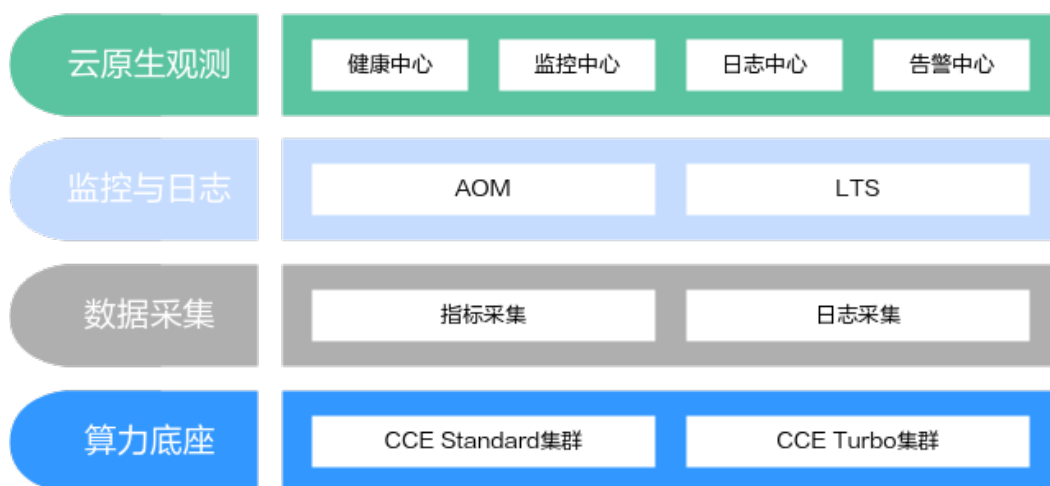 云原生观测
健康中心 监控中心 日志中心 告警中心
监控与日志
AOM LTS
数据采集
指标采集 日志采集
算力底座
CCE Standard集群 CCE Turbo集群